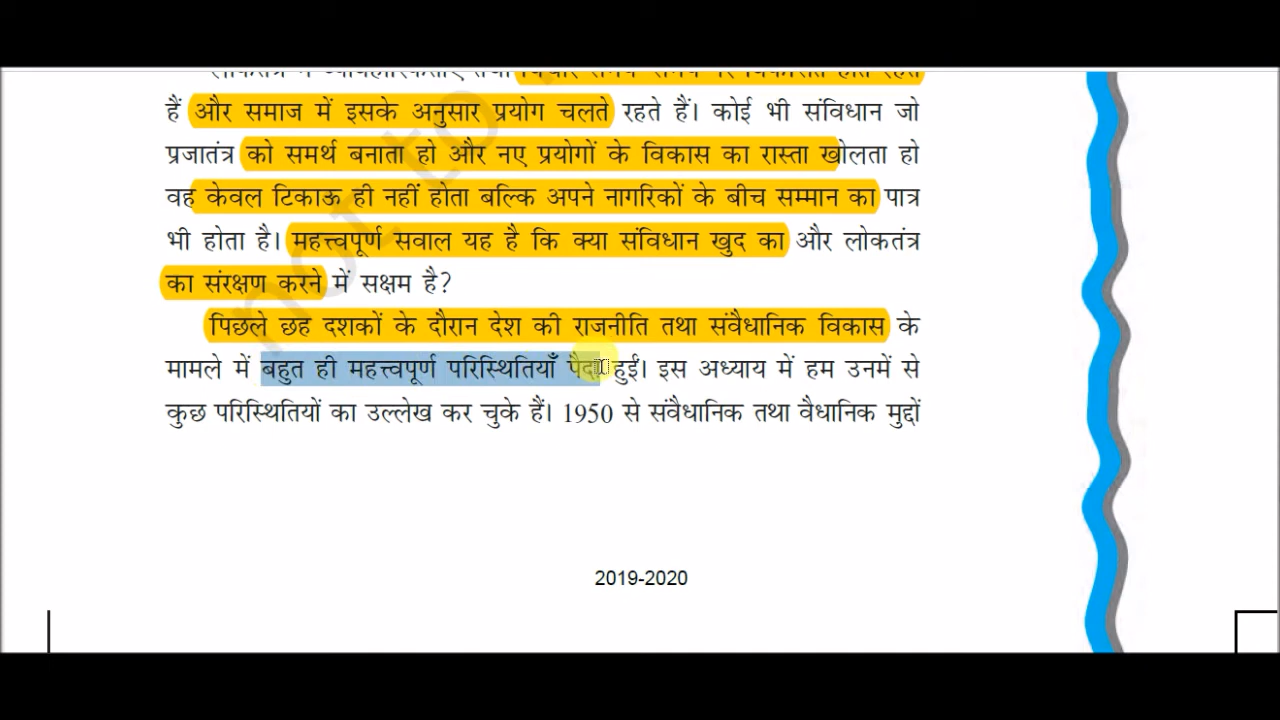 हैं और समाज में इसके अनुसार प्रयोग चलते रहते हैं। कोई भी संविधान जो
प्रजातंत्र को समर्थ बनाता हो और नए प्रयोगों के विकास का रास्ता खोलता हो
वह केवल टिकाऊ ही नहीं होता बल्कि अपने नागरिकों के बीच सम्मान का पात्र
भी होता है। महत्त्वपूर्ण सवाल यह है कि क्या संविधान खुद का और लोकतंत्र
का संरक्षण करने में सक्षम है?
पिछले छह दशकों के दौरान देश की राजनीति तथा संवैधानिक विकास के
मामले में बहुत ही महत्त्वपूर्ण परिस्थितियाँ पैदा हुईं। इस अध्याय में हम उनमें से
कुछ परिस्थितियों का उल्लेख कर चुके हैं। 1950 से संवैधानिक तथा वैधानिक मुद्दों
not to
2019-2020